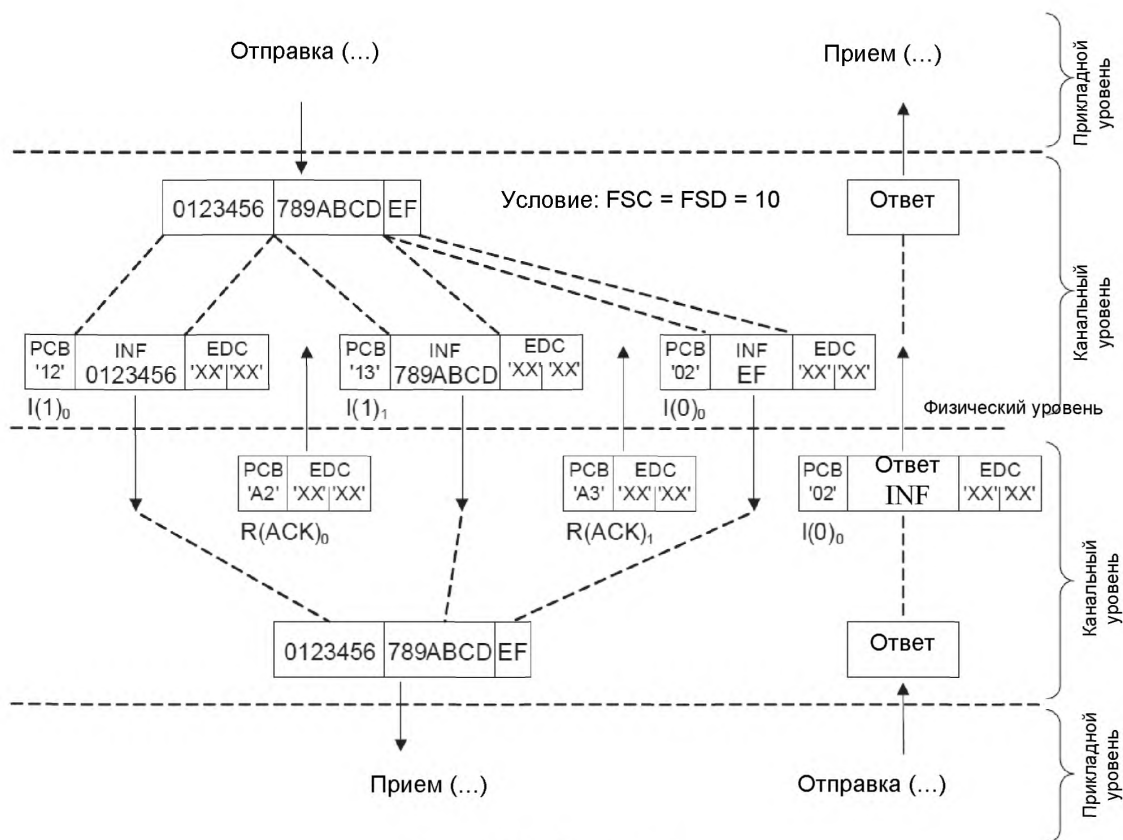 Отправка (...)
Прием (...)
Прикладной
уровень
0123456 789ABCD EF
Условие: FSC = FSD = 10
Ответ
Канальный
уровень
PCB INF EDC
'12' 0123456 'XX' 'XX'
I(1)₀
PCB INF EDC
'13' 789ABCD 'XX' 'XX'
I(1)₁
PCB INF EDC
'02' EF 'XX' 'XX'
I(0)₀
Физический уровень
PCB EDC
'A2' 'XX' 'XX'
R(ACK)₀
PCB EDC
'A3' 'XX' 'XX'
R(ACK)₁
PCB Ответ EDC
'02' INF 'XX' 'XX'
I(0)₀
Канальный
уровень
0123456 789ABCD EF
Ответ
Прием (...)
Отправка (...)
Прикладной
уровень